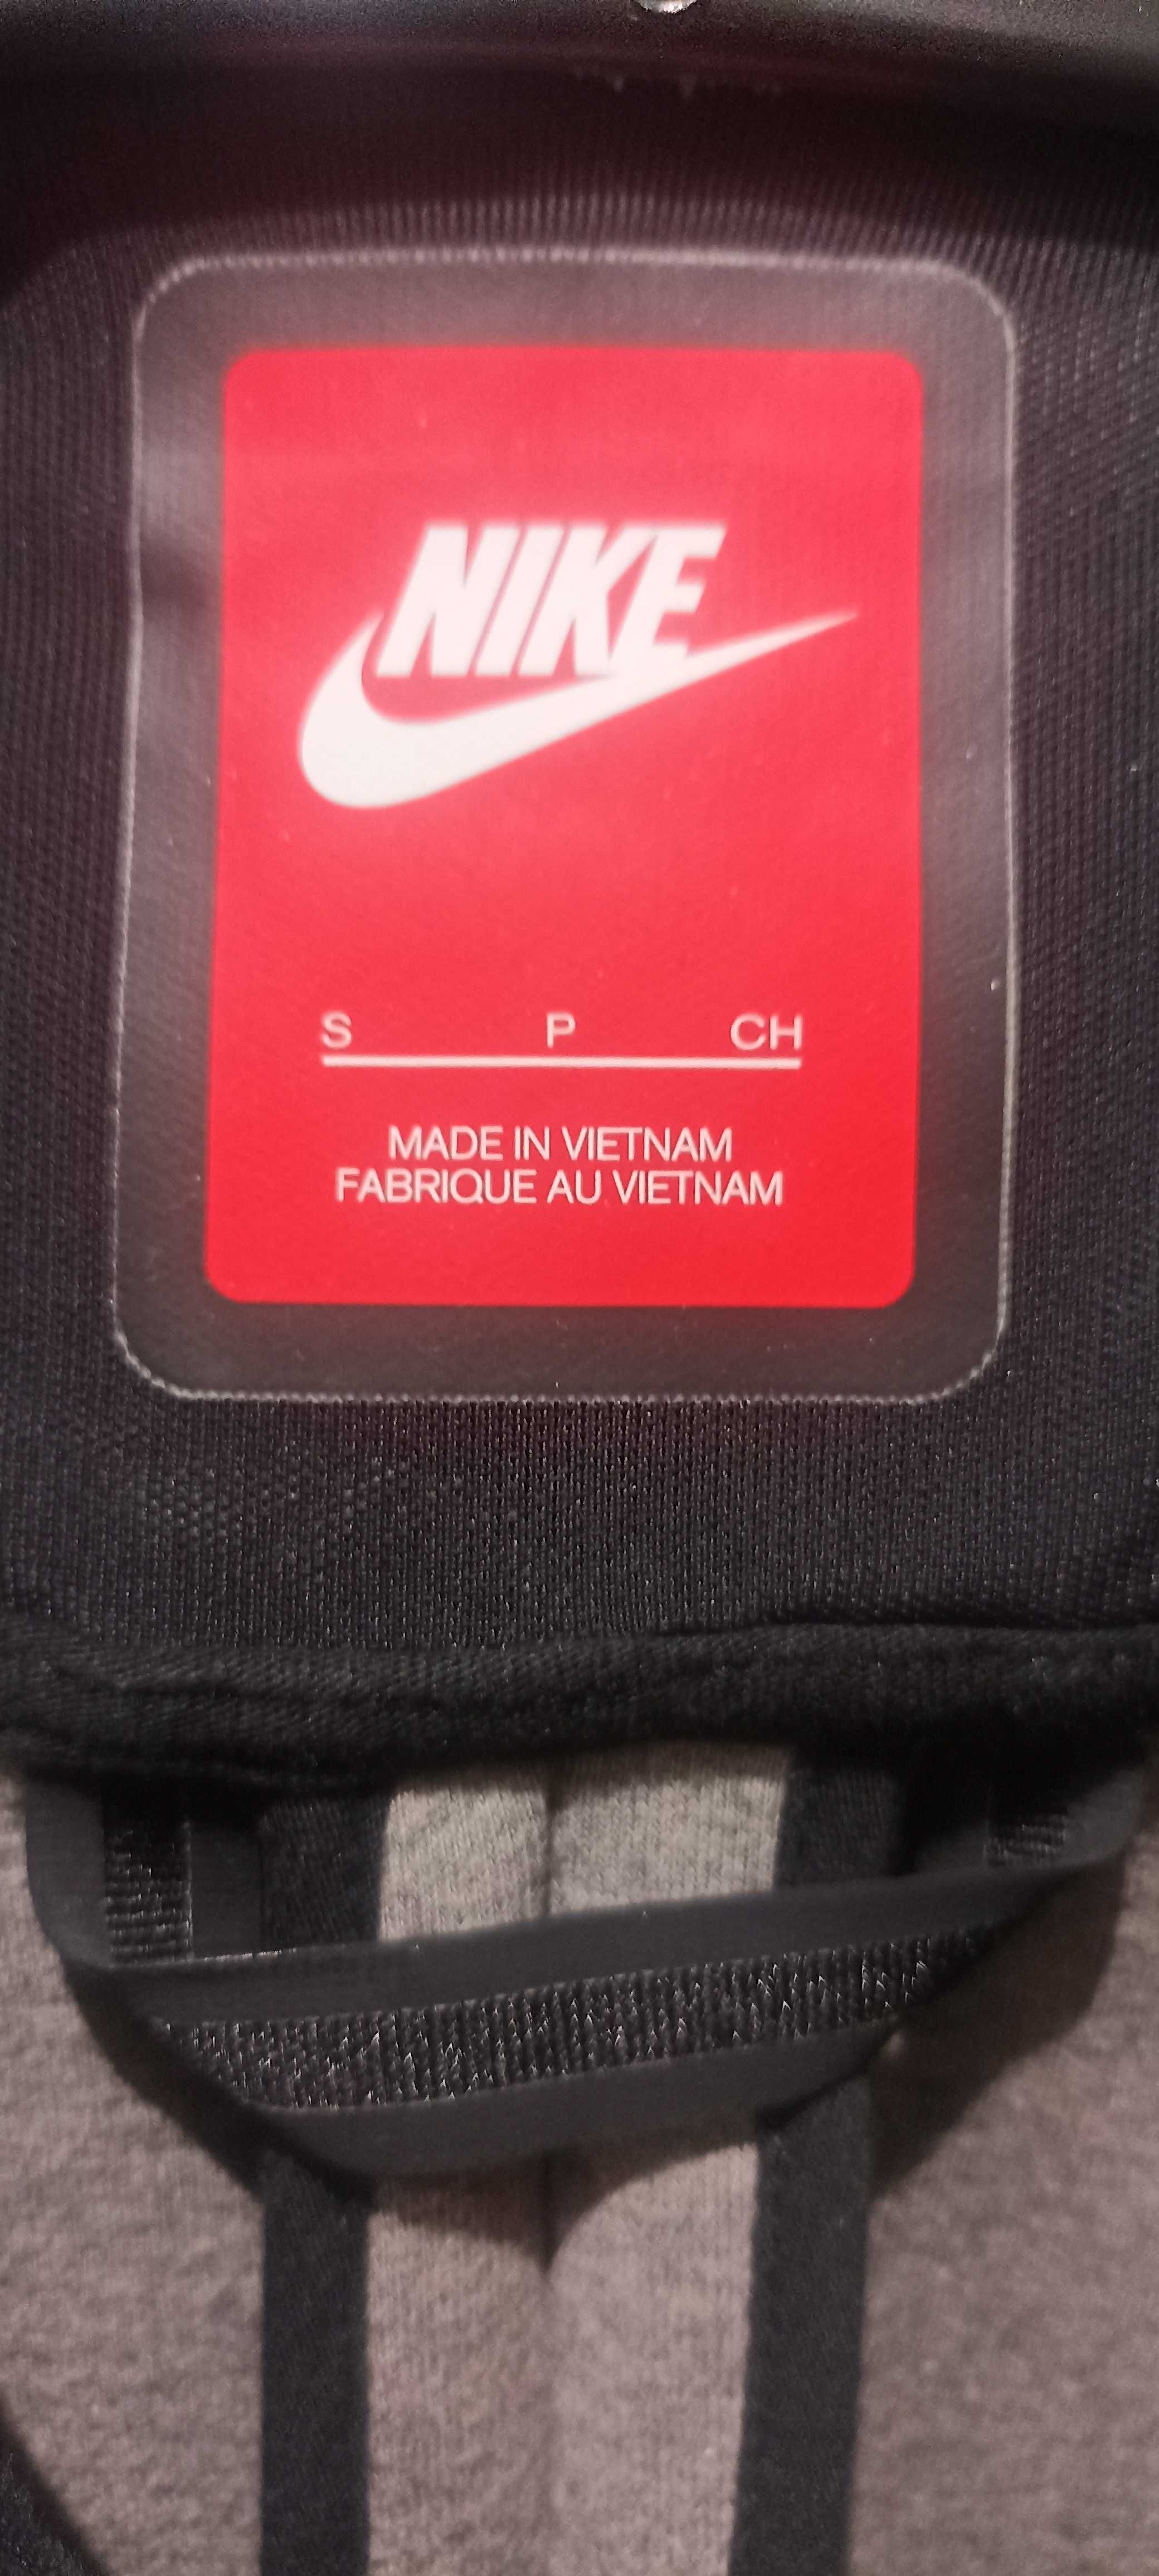 NIKE
S P CH
MADE IN VIETNAM
FABRIQUE AU VIETNAM